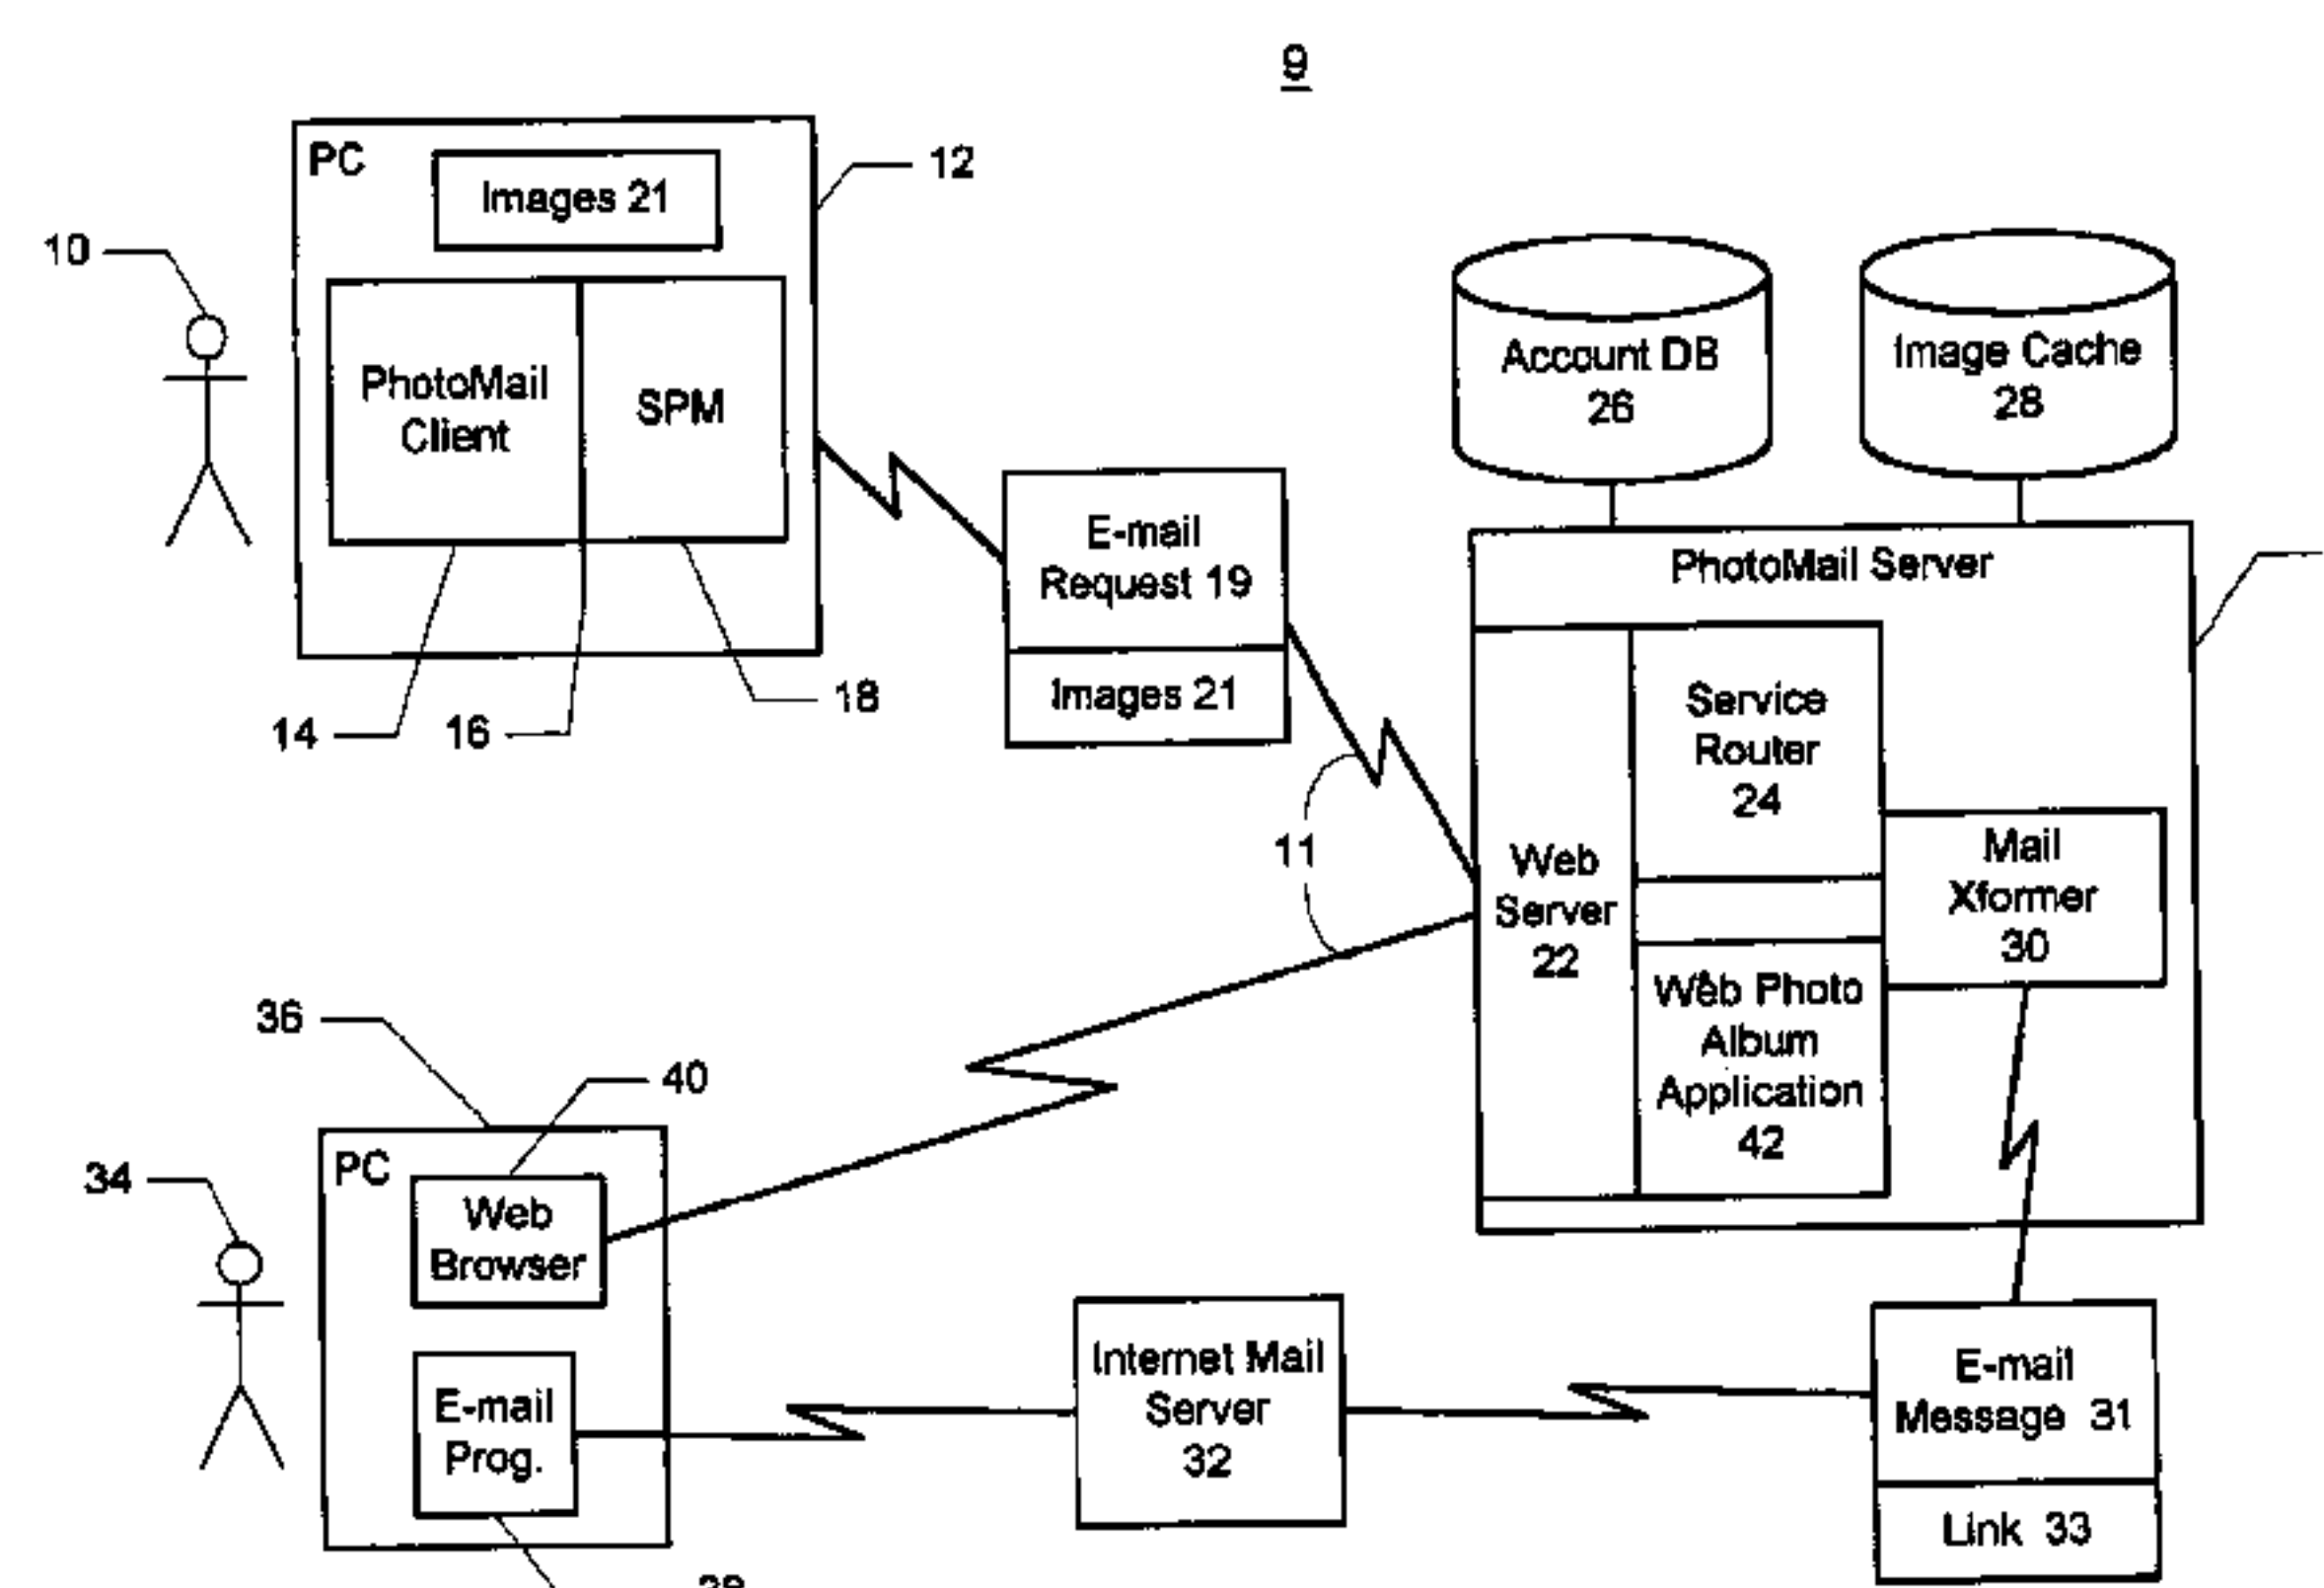 9
PC
Images 21
12
10
PhotoMail
Client
SPM
14
16
18
E-mail
Request 19
Images 21
11
Account DB
26
Image Cache
28
PhotoMail Server
Web
Server
22
Service
Router
24
Mail
Xformer
30
Web Photo
Album
Application
42
36
40
34
PC
Web
Browser
E-mail
Prog.
Internet Mail
Server
32
E-mail
Message 31
Link 33